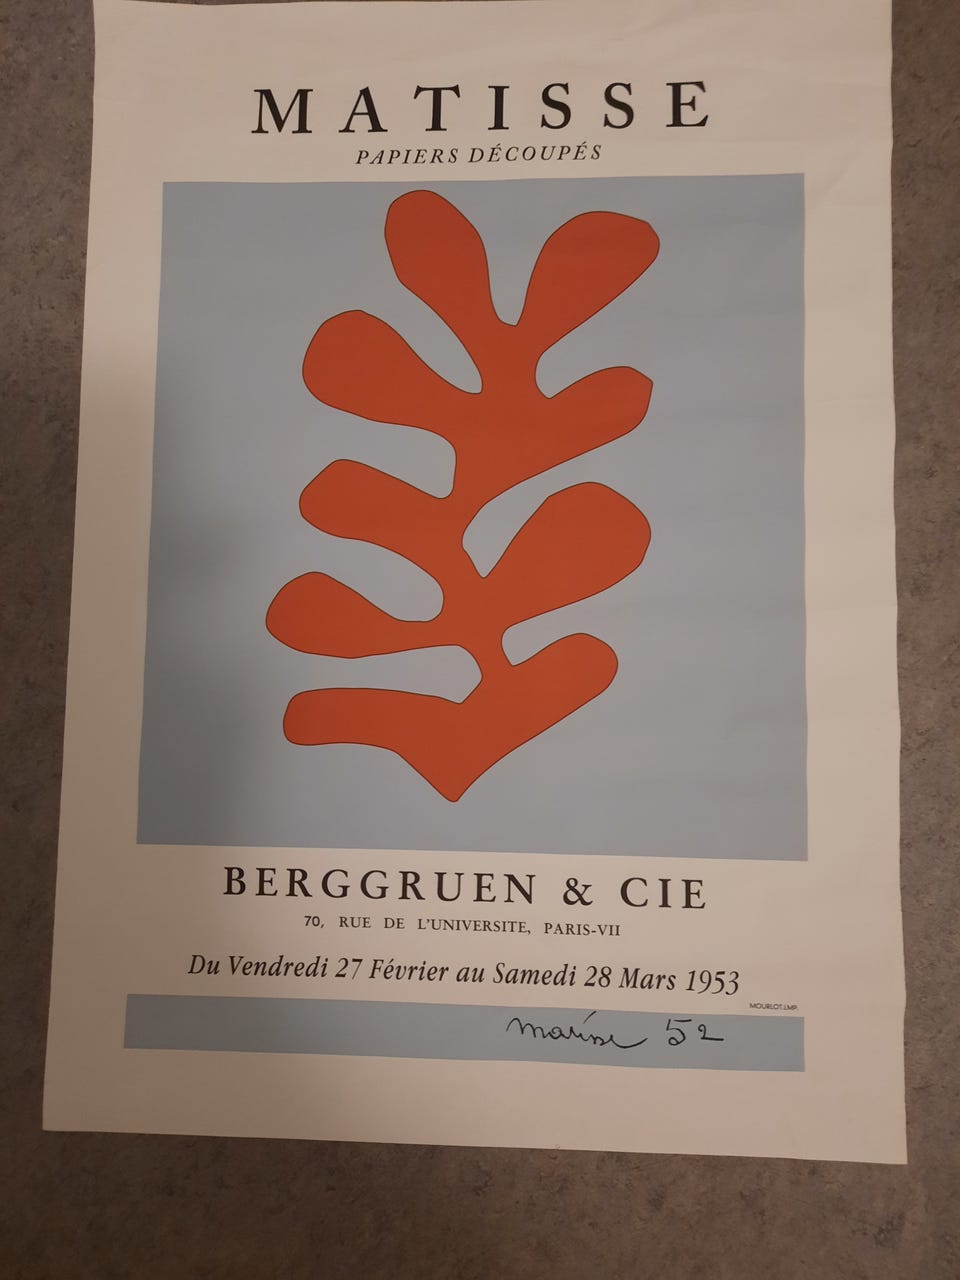 MATISSE
PAPIERS DÉCOUPÉS
BERGGRUEN & CIE
70, RUE DE L'UNIVERSITE, PARIS-VII
Du Vendredi 27 Février au Samedi 28 Mars 1953
MOURLOT.IMP.
Matisse 52